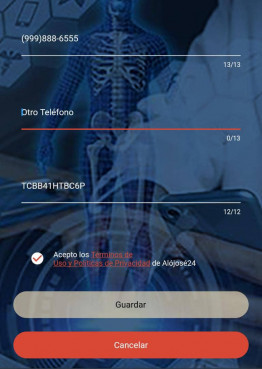 (999)888-6555
13/13
Otro Teléfono
0/13
TCBB41HTBC6P
12/12
Acepto los Términos de
Uso y Políticas de Privacidad de Alojose24
Guardar
Cancelar